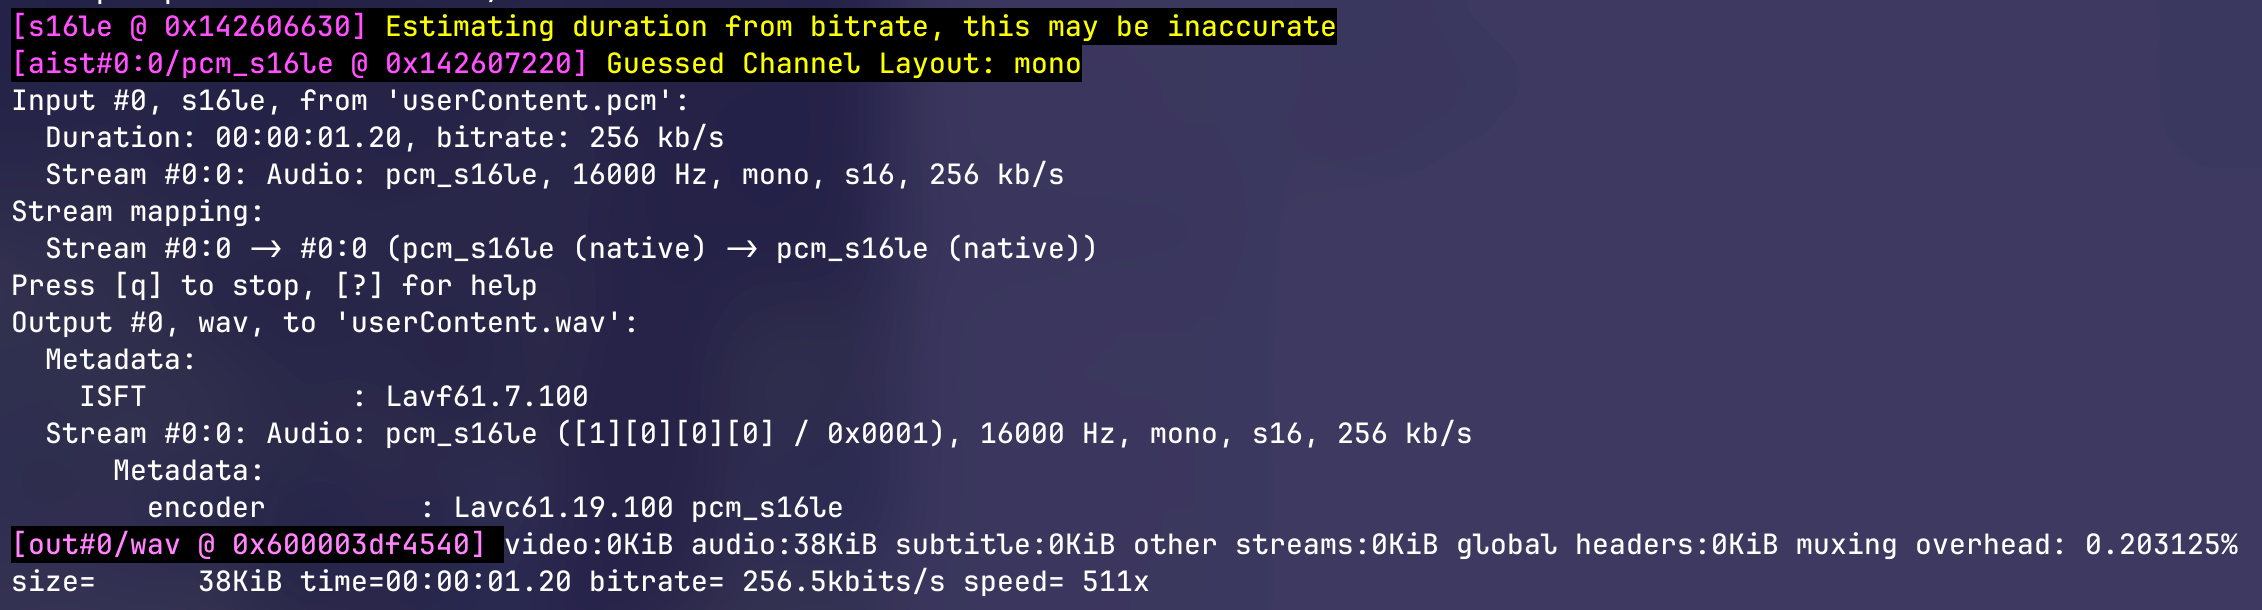 [s16le @ 0x142606630] Estimating duration from bitrate, this may be inaccurate
[aist#0:0/pcm_s16le @ 0x142607220] Guessed Channel Layout: mono
Input #0, s16le, from 'userContent.pcm':
  Duration: 00:00:01.20, bitrate: 256 kb/s
  Stream #0:0: Audio: pcm_s16le, 16000 Hz, mono, s16, 256 kb/s
Stream mapping:
  Stream #0:0 -> #0:0 (pcm_s16le (native) -> pcm_s16le (native))
Press [q] to stop, [?] for help
Output #0, wav, to 'userContent.wav':
  Metadata:
    ISFT            : Lavf61.7.100
  Stream #0:0: Audio: pcm_s16le ([1][0][0][0] / 0x0001), 16000 Hz, mono, s16, 256 kb/s
      Metadata:
        encoder         : Lavc61.19.100 pcm_s16le
[out#0/wav @ 0x600003df4540] video:0KiB audio:38KiB subtitle:0KiB other streams:0KiB global headers:0KiB muxing overhead: 0.203125%
size=      38KiB time=00:00:01.20 bitrate= 256.5kbits/s speed= 511x